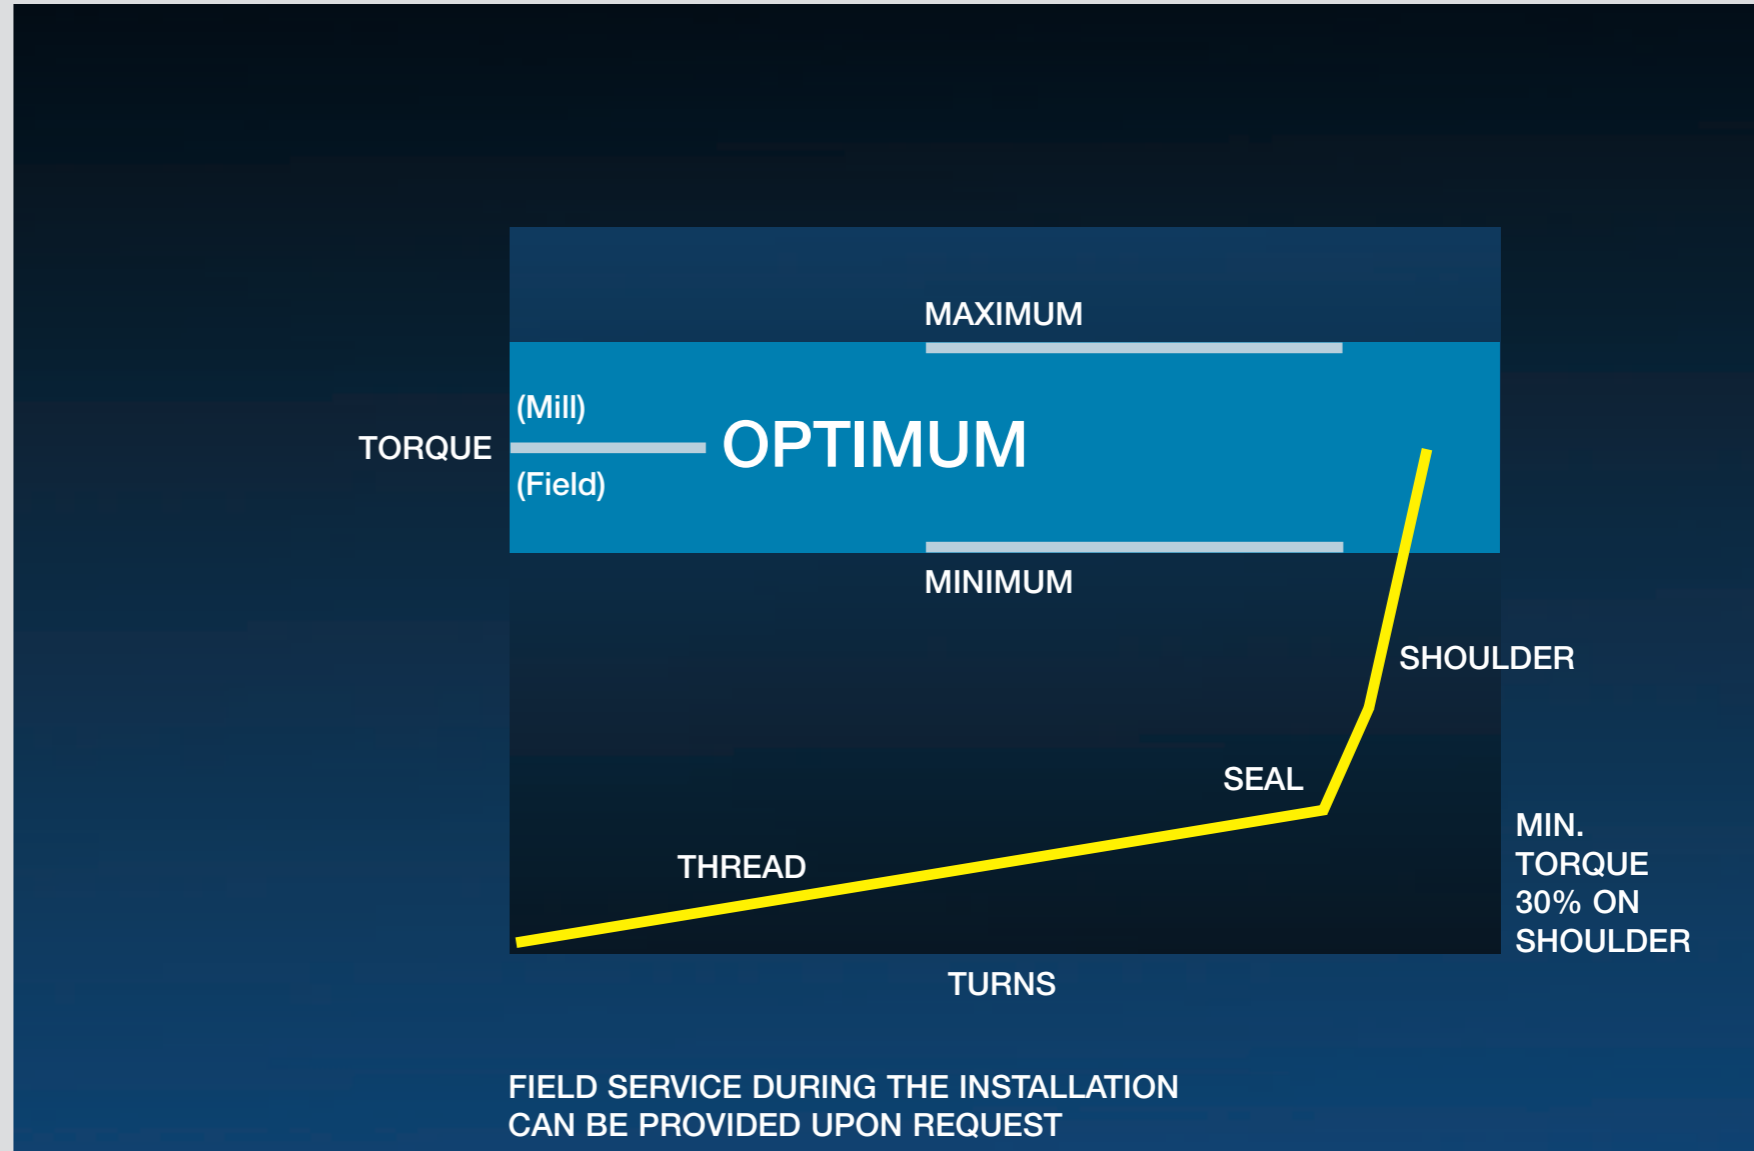 MAXIMUM
(Mill)
TORQUE
OPTIMUM
(Field)
MINIMUM
SHOULDER
SEAL
THREAD
MIN.
TORQUE
30% ON
SHOULDER
TURNS
FIELD SERVICE DURING THE INSTALLATION
CAN BE PROVIDED UPON REQUEST